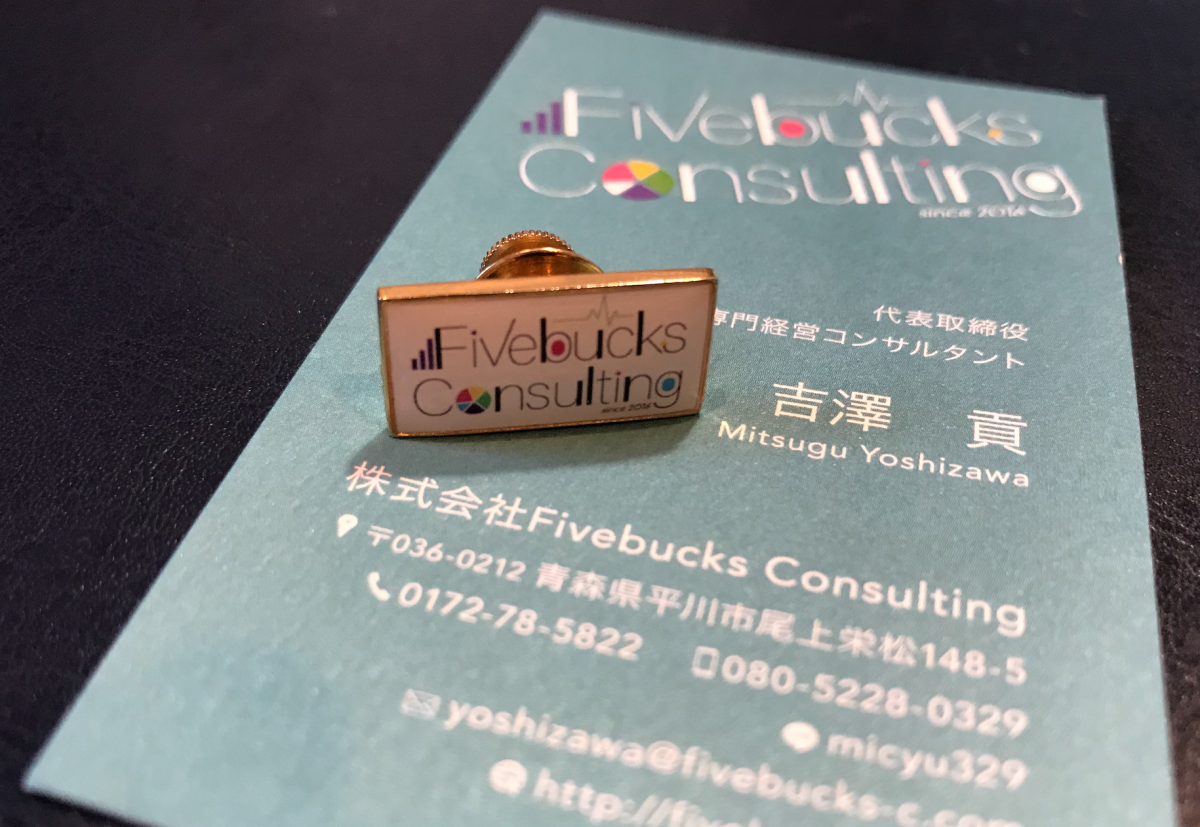 Fivebucks
Consulting
since 2016
Fivebucks
Consulting
since 2016
代表取締役
専門経営コンサルタント
吉澤 貢
Mitsugu Yoshizawa
株式会社Fivebucks Consulting
〒036-0212 青森県平川市尾上栄松148-5
0172-78-5822 080-5228-0329
micyu329
yoshizawa@fivebucks-c.com